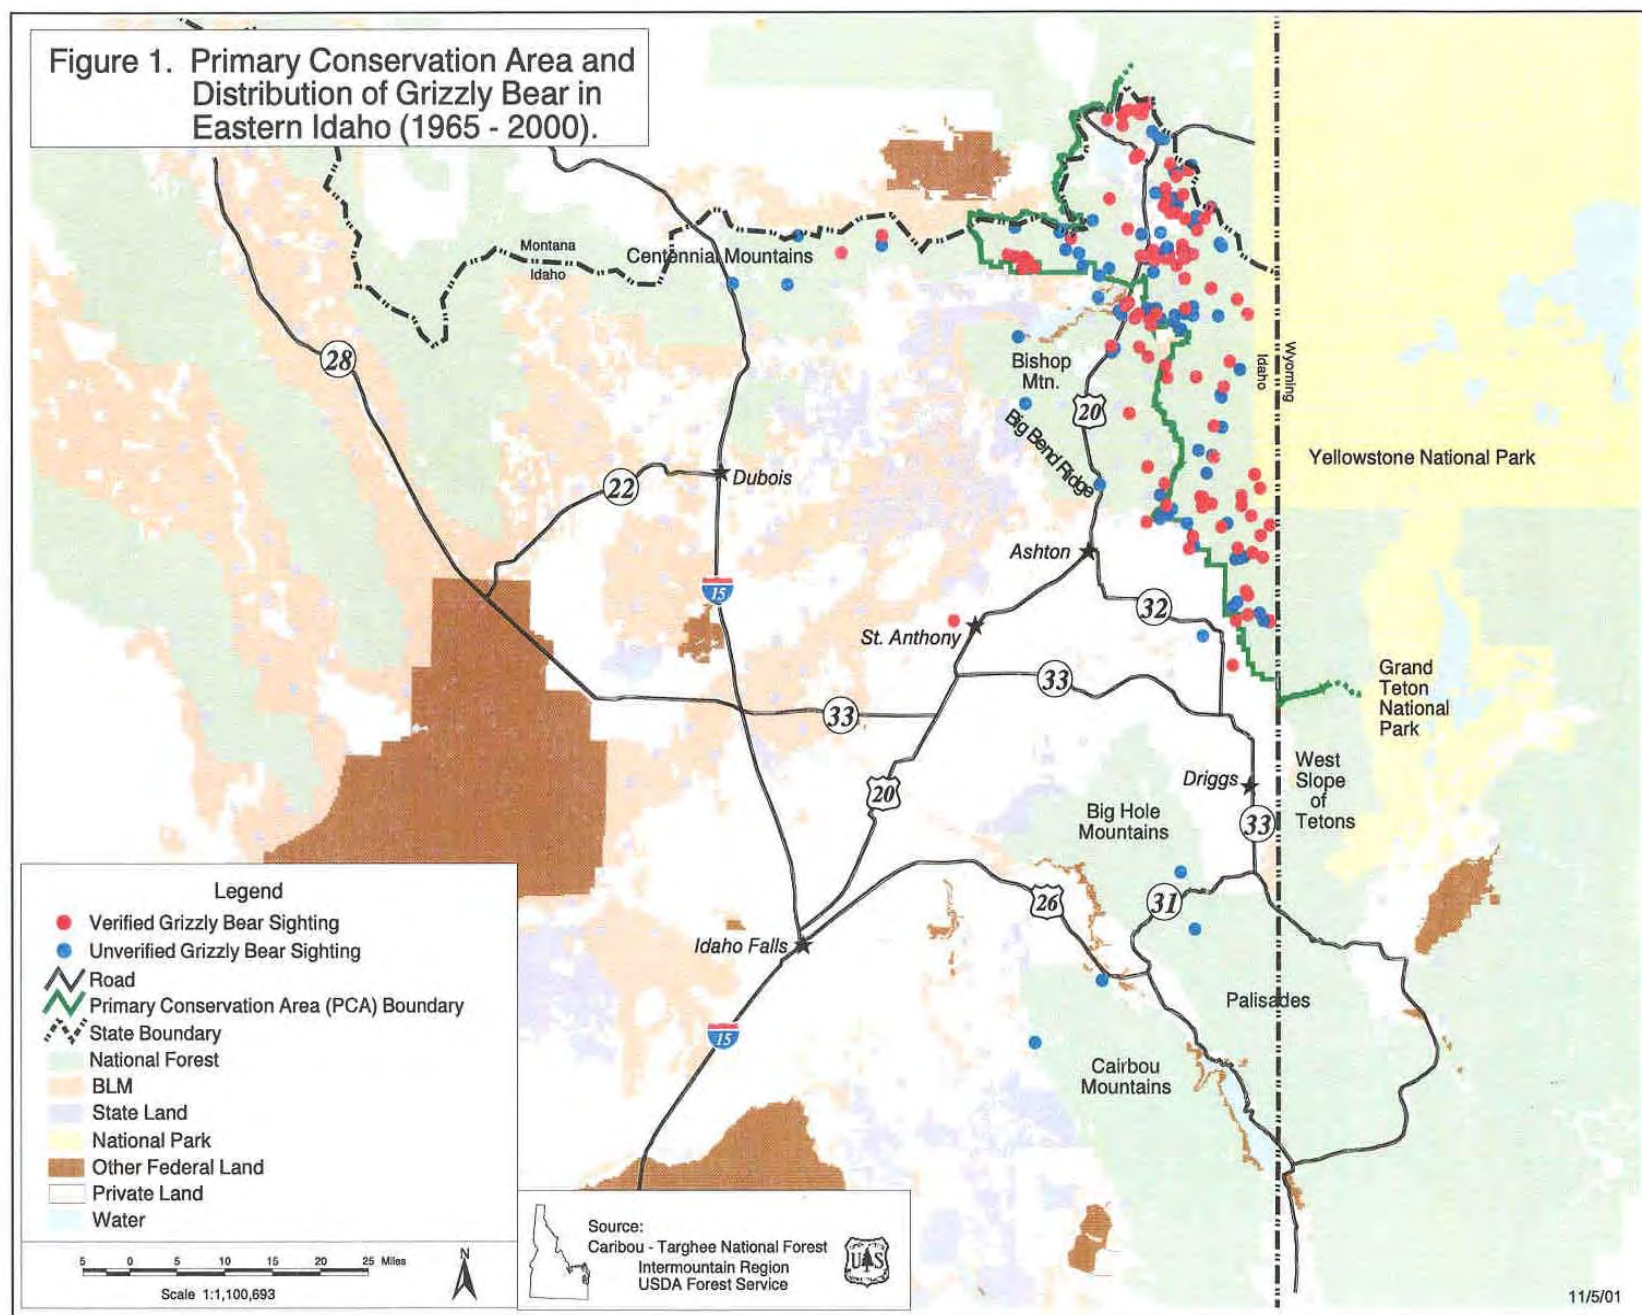 Figure 1. Primary Conservation Area and
Distribution of Grizzly Bear in
Eastern Idaho (1965 - 2000).
Montana
Idaho
Centennial Mountains
28
Bishop
Mtn.
20
Big Bend Ridge
Idaho
Wyoming
Yellowstone National Park
22
Dubois
15
Ashton
32
St. Anthony
33
33
Grand
Teton
National
Park
20
Driggs
West
Slope
of
Tetons
Big Hole
Mountains
33
26
31
Idaho Falls
Palisades
15
Cairbou
Mountains
Legend
Verified Grizzly Bear Sighting
Unverified Grizzly Bear Sighting
Road
Primary Conservation Area (PCA) Boundary
State Boundary
National Forest
BLM
State Land
National Park
Other Federal Land
Private Land
Water
5 0 5 10 15 20 25 Miles
Scale 1:1,100,693
N
Source:
Caribou - Targhee National Forest
Intermountain Region
USDA Forest Service
U S
11/5/01